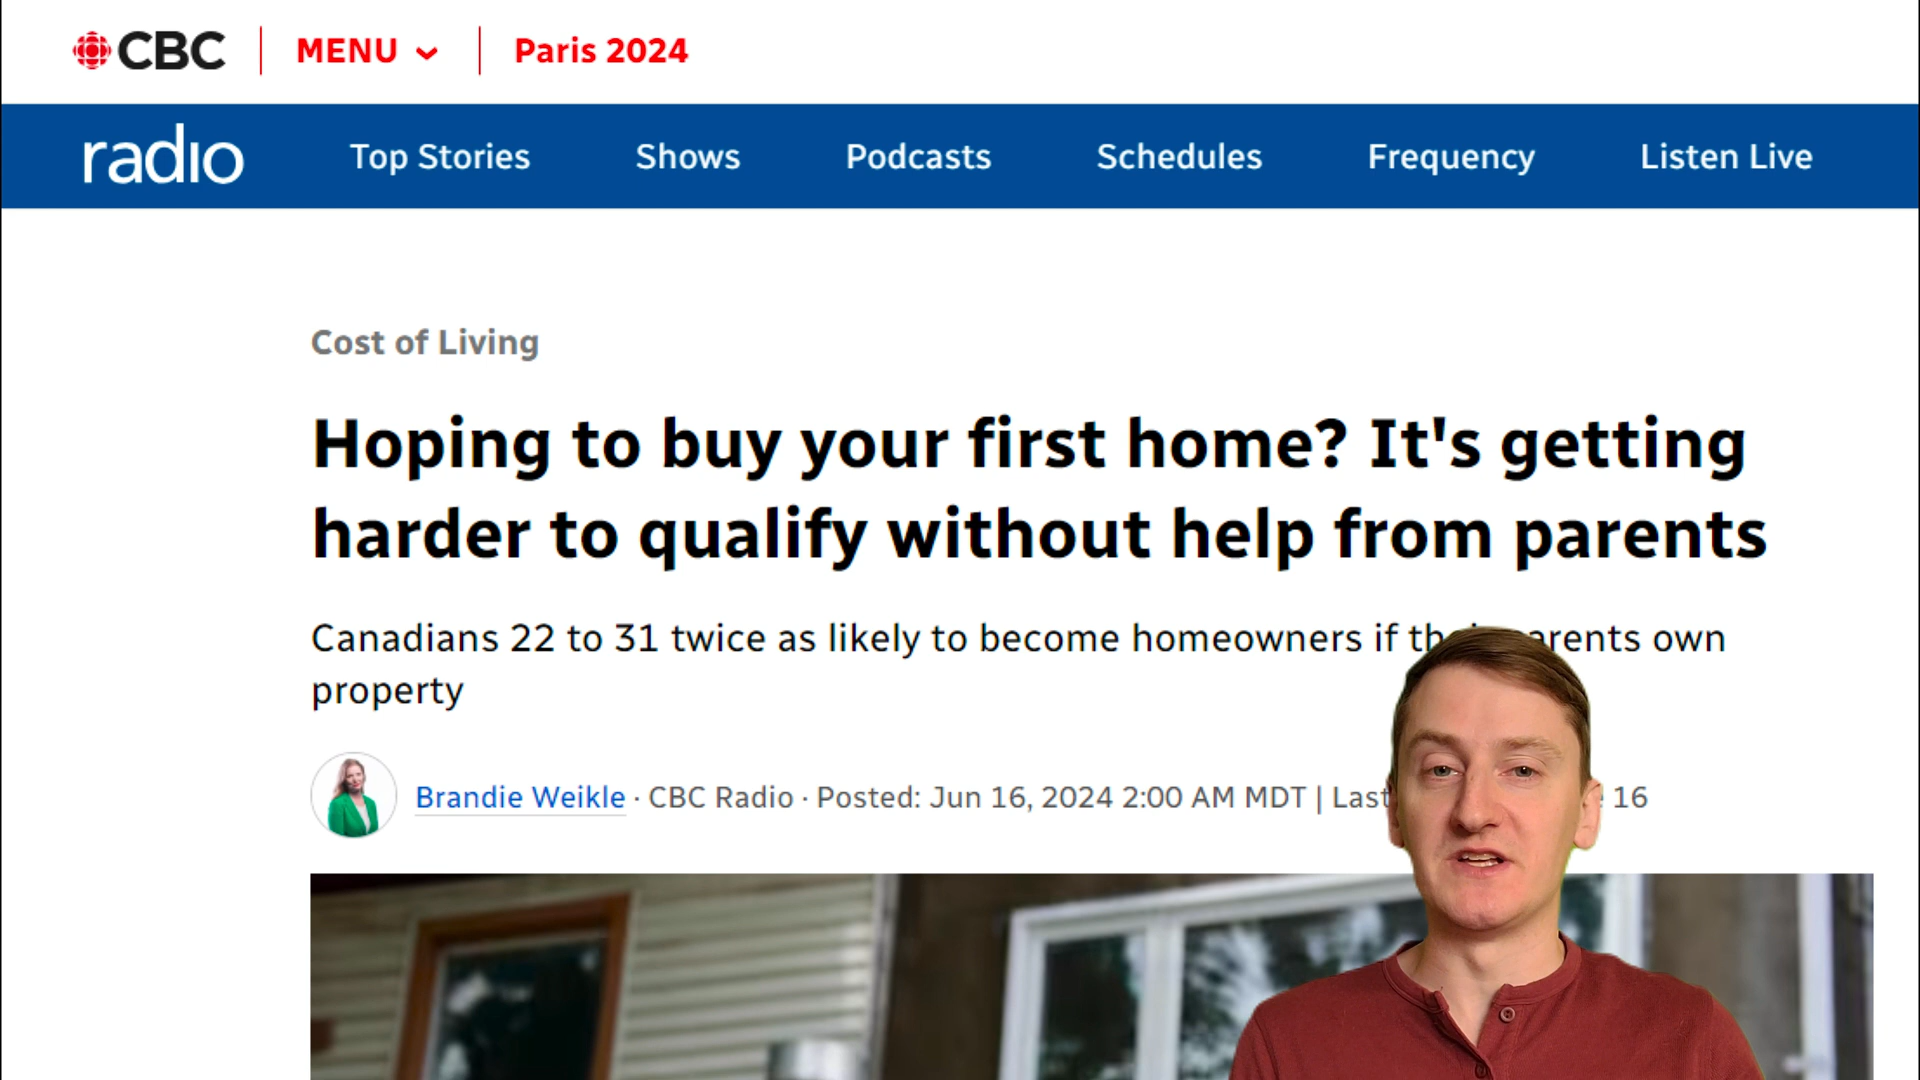 CBC MENU Paris 2024
radio Top Stories Shows Podcasts Schedules Frequency Listen Live
Cost of Living
Hoping to buy your first home? It's getting
harder to qualify without help from parents
Canadians 22 to 31 twice as likely to become homeowners if parents own
property
Brandie Weikle · CBC Radio · Posted: Jun 16, 2024 2:00 AM MDT | Last 16